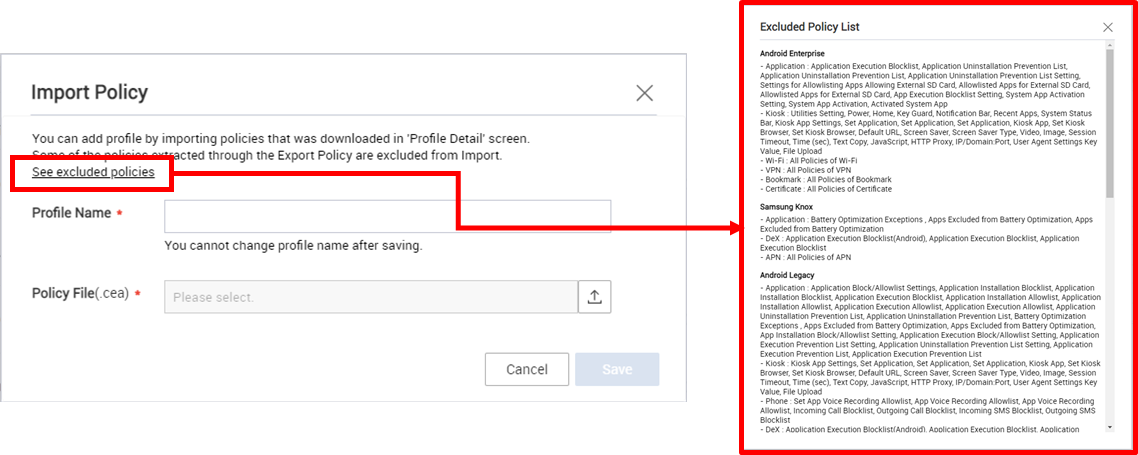 Import Policy
You can add profile by importing policies that was downloaded in 'Profile Detail' screen.
Some of the policies extracted through the Export Policy are excluded from Import.
See excluded policies
Profile Name *
You cannot change profile name after saving.
Policy File(.cea) *
Please select.
Cancel
Save
Excluded Policy List
Android Enterprise
- Application : Application Execution Blocklist, Application Uninstallation Prevention List,
Application Uninstallation Prevention List, Application Uninstallation Prevention List Setting,
Settings for Allowlisting Apps Allowing External SD Card, Allowlisted Apps for External SD Card,
Allowlisted Apps for External SD Card, App Execution Blocklist Setting, System App Activation
Setting, System App Activation, Activated System App
- Kiosk : Utilities Setting, Power, Home, Key Guard, Notification Bar, Recent Apps, System Status
Bar, Kiosk App Settings, Set Application, Set Application, Set Application, Kiosk App, Set Kiosk
Browser, Set Kiosk Browser, Default URL, Screen Saver, Screen Saver Type, Video, Image, Session
Timeout, Time (sec), Text Copy, JavaScript, HTTP Proxy, IP/Domain:Port, User Agent Settings Key
Value, File Upload
- Wi-Fi : All Policies of Wi-Fi
- VPN : All Policies of VPN
- Bookmark : All Policies of Bookmark
- Certificate : All Policies of Certificate
Samsung Knox
- Application : Battery Optimization Exceptions , Apps Excluded from Battery Optimization, Apps
Excluded from Battery Optimization
- DeX : Application Execution Blocklist(Android), Application Execution Blocklist, Application
Execution Blocklist
- APN : All Policies of APN
Android Legacy
- Application : Application Block/Allowlist Settings, Application Installation Blocklist, Application
Installation Blocklist, Application Execution Blocklist, Application Installation Allowlist, Application
Installation Allowlist, Application Execution Allowlist, Application Execution Allowlist, Application
Uninstallation Prevention List, Application Uninstallation Prevention List, Battery Optimization
Exceptions , Apps Excluded from Battery Optimization, Apps Excluded from Battery Optimization,
App Installation Block/Allowlist Setting, Application Execution Block/Allowlist Setting, Application
Execution Prevention List Setting, Application Uninstallation Prevention List Setting, Application
Execution Prevention List, Application Execution Prevention List
- Kiosk : Kiosk App Settings, Set Application, Set Application, Set Application, Kiosk App, Set Kiosk
Browser, Set Kiosk Browser, Default URL, Screen Saver, Screen Saver Type, Video, Image, Session
Timeout, Time (sec), Text Copy, JavaScript, HTTP Proxy, IP/Domain:Port, User Agent Settings Key
Value, File Upload
- Phone : Set App Voice Recording Allowlist, App Voice Recording Allowlist, App Voice Recording
Allowlist, Incoming Call Blocklist, Outgoing Call Blocklist, Incoming SMS Blocklist, Outgoing SMS
Blocklist
- DeX : Application Execution Blocklist(Android), Application Execution Blocklist, Application